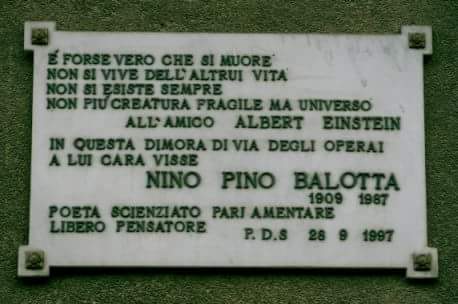 È FORSE VERO CHE SI MUORE
NON SI VIVE DELL'ALTRUI VITA
NON SI ESISTE SEMPRE
NON PIU' CREATURA FRAGILE MA UNIVERSO
ALL'AMICO ALBERT EINSTEIN
IN QUESTA DIMORA DI VIA DEGLI OPERAI
A LUI CARA VISSE
NINO PINO BALOTTA
1909 1987
POETA SCIENZIATO PARLAMENTARE
LIBERO PENSATORE
P.D.S 28 9 1997